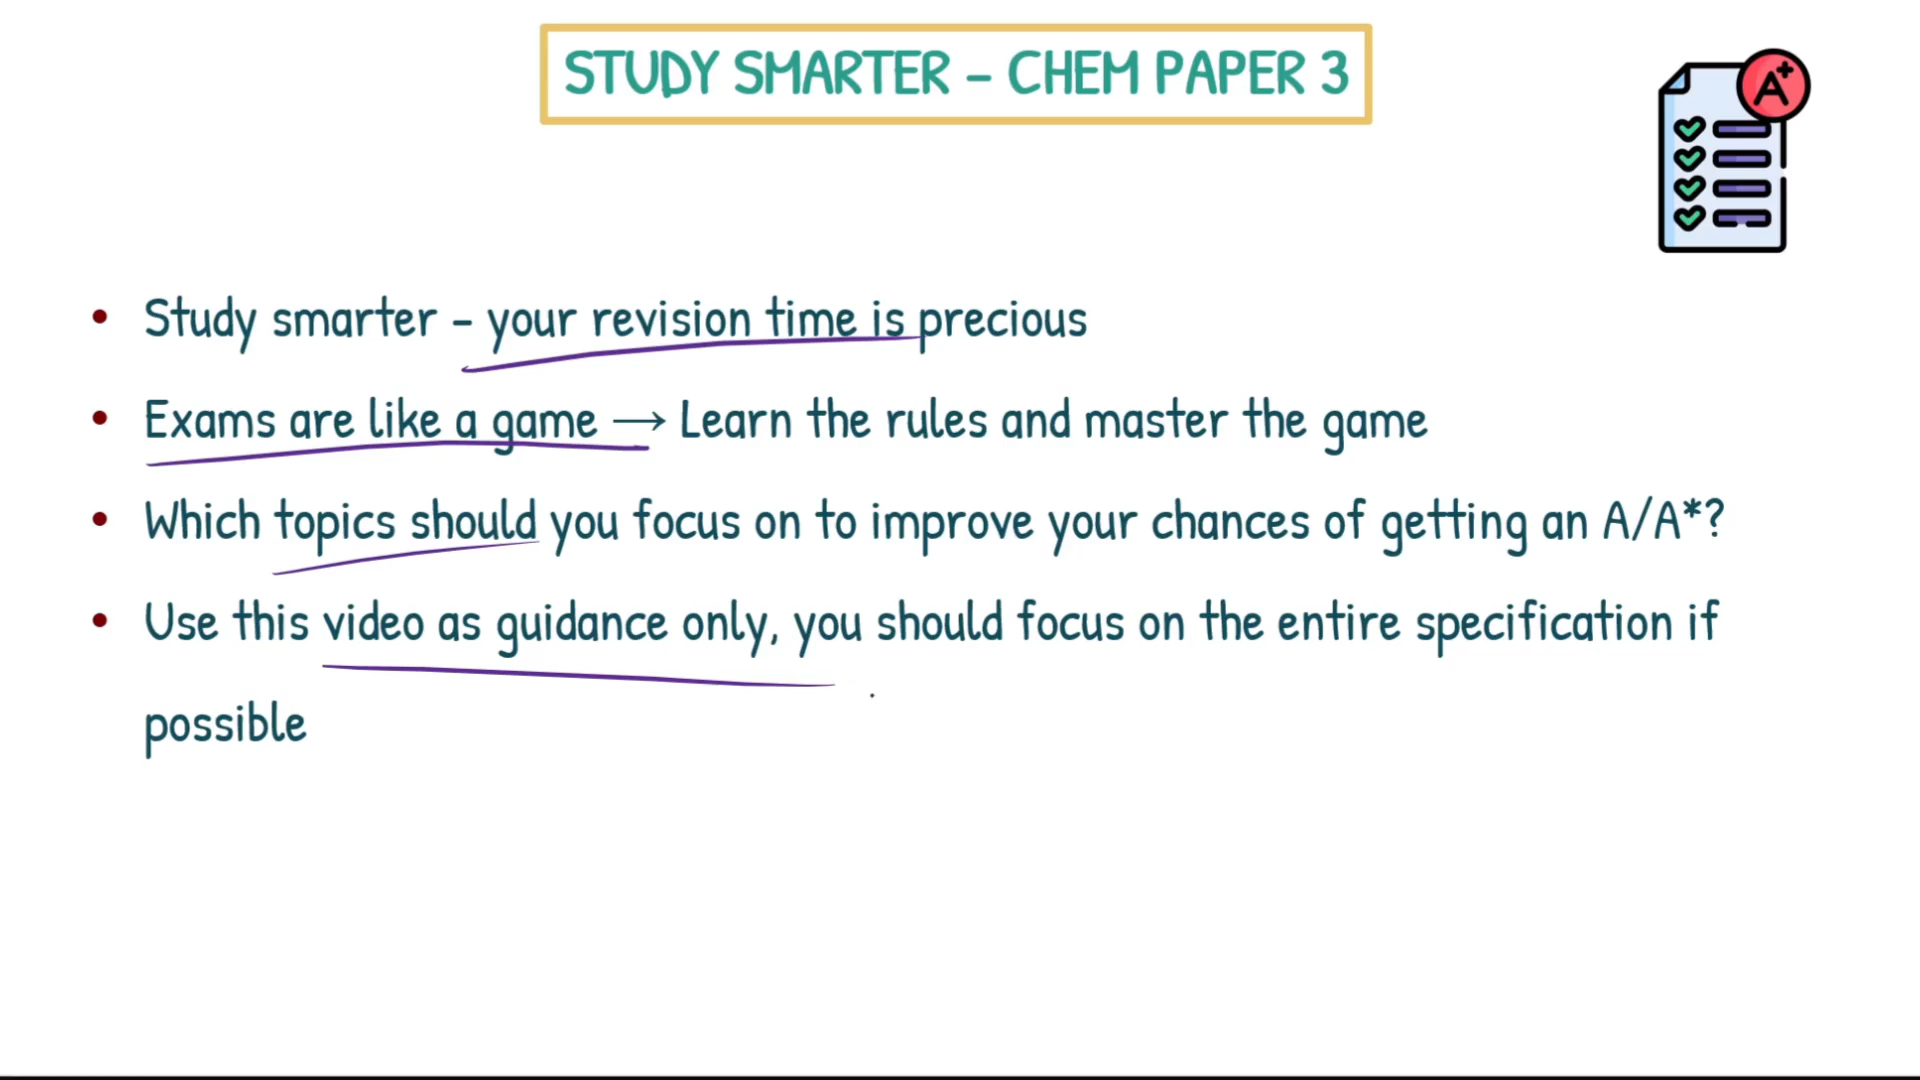 STUDY SMARTER – CHEM PAPER 3
A+
• Study smarter – your revision time is precious
• Exams are like a game → Learn the rules and master the game
• Which topics should you focus on to improve your chances of getting an A/A*?
• Use this video as guidance only, you should focus on the entire specification if
possible